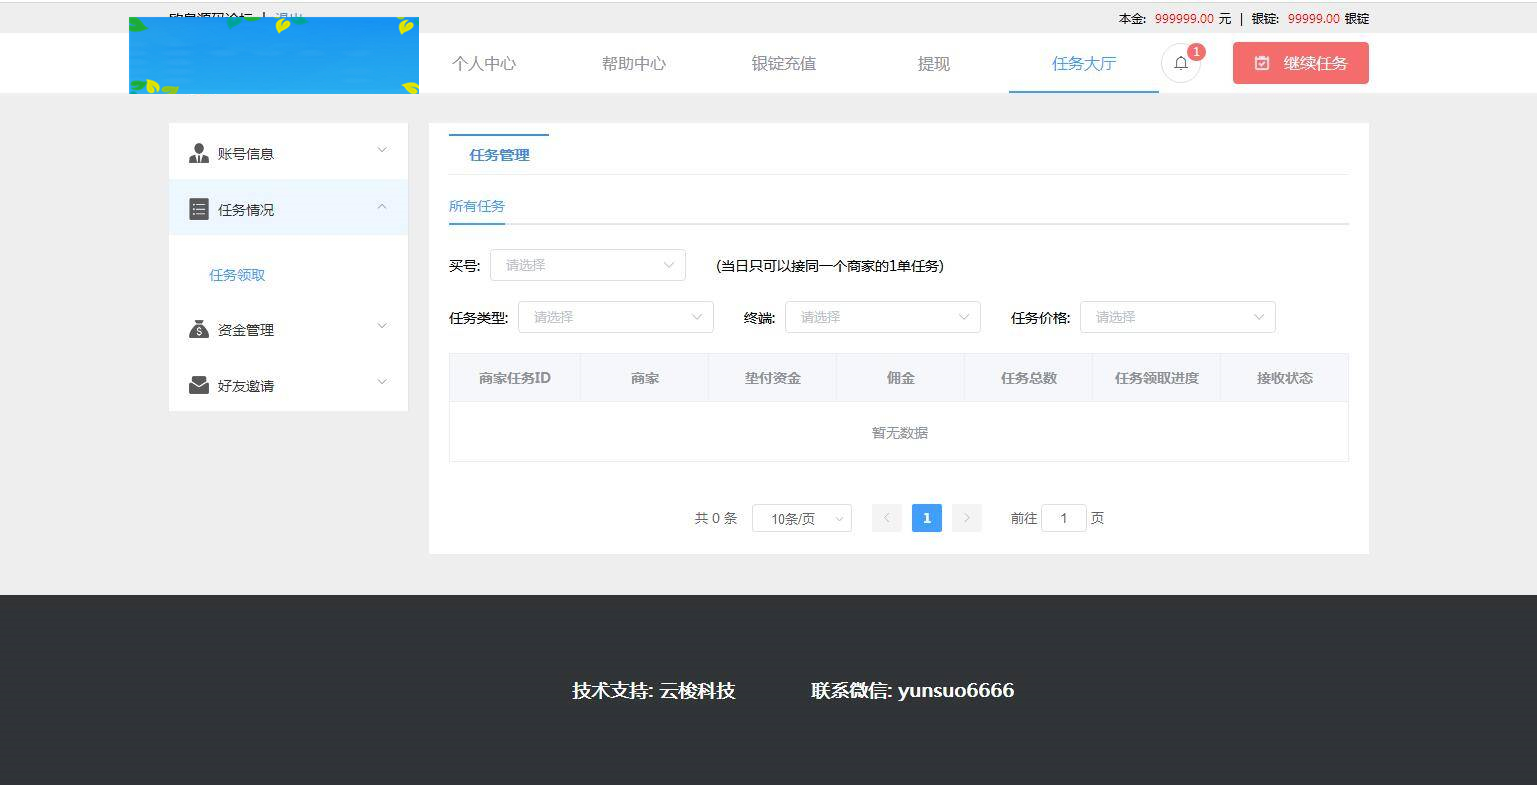 本金: 999999.00 元 | 银锭: 99999.00 银锭
个人中心 帮助中心 银锭充值 提现 任务大厅 1 继续任务
账号信息
任务情况
任务领取
资金管理
好友邀请
任务管理
所有任务
买号: 请选择 (当日只可以接同一个商家的1单任务)
任务类型: 请选择 终端: 请选择 任务价格: 请选择
商家任务ID 商家 垫付资金 佣金 任务总数 任务领取进度 接收状态
暂无数据
共 0 条 10条/页 1 前往 1 页
技术支持: 云梭科技 联系微信: yunsuo6666